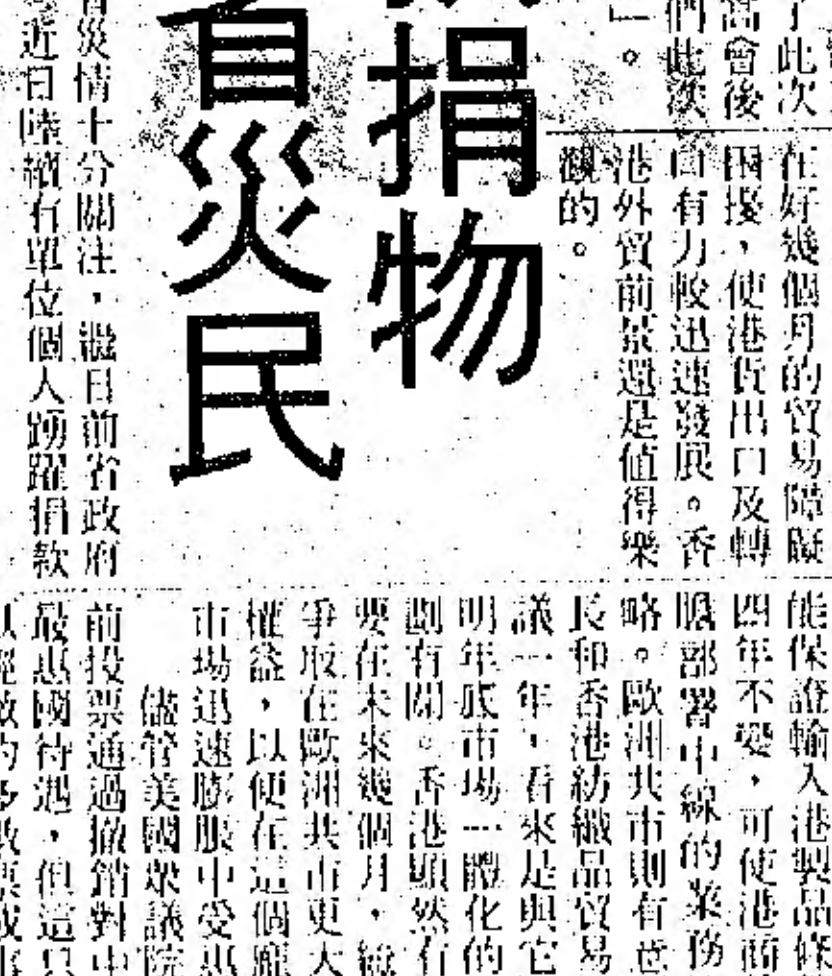 了此次
會後
們此次
」。
在好幾個月的貿易障礙
困擾，使港貨出口及轉
口有力較迅速發展。香
港外貿前景還是值得樂
觀的。
捐物
省災民
災情十分關注，繼日前省政府
近日陸續有單位個人踴躍捐款
能保證輸入港製品條
四年不變，可使港商
膽部署中線的業務
略。歐洲共市則有意
長和香港紡織品貿易
議一年，看來是與它
明年底市場一體化的
劃有關。香港顯然有
要在未來幾個月，繼
爭取在歐洲共市更大
權益，以便在這個龐
市場迅速膨脹中受惠
儘管美國眾議院
前投票通過撤銷對中
最惠國待遇，但這只